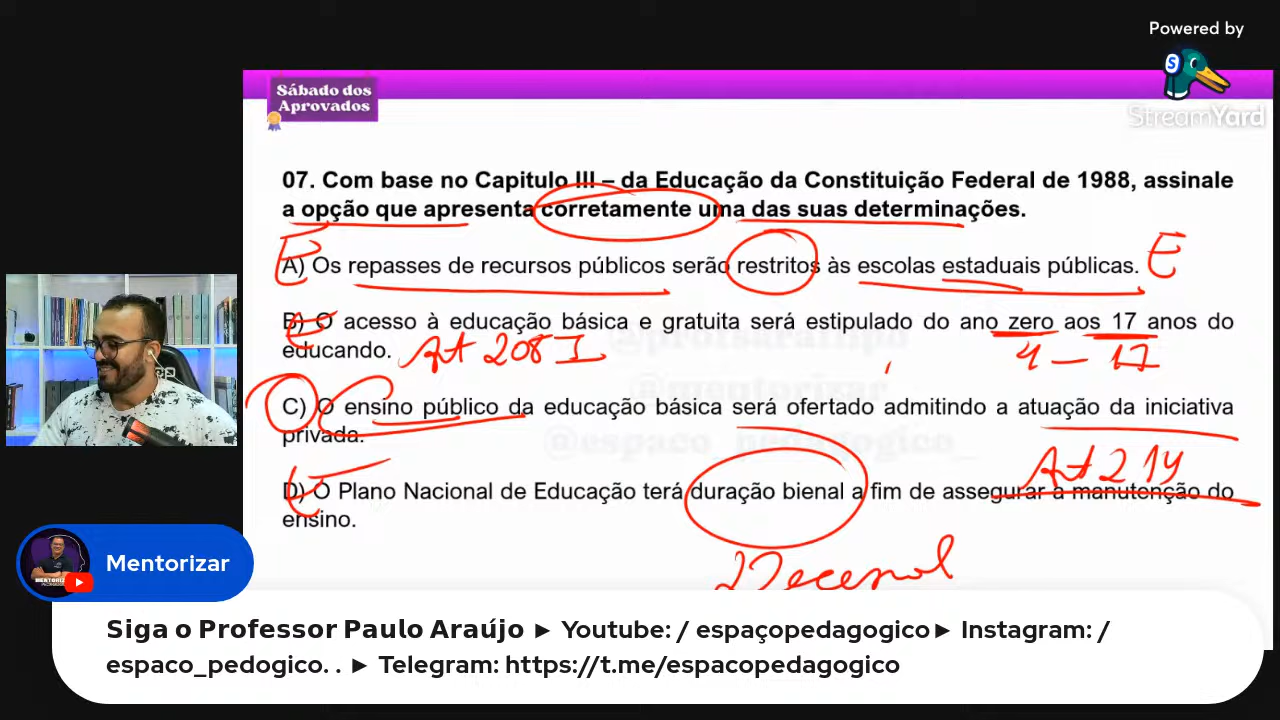 Powered by
S
StreamYard
Sábado dos
Aprovados
07. Com base no Capitulo III – da Educação da Constituição Federal de 1988, assinale
a opção que apresenta corretamente uma das suas determinações.
E
A) Os repasses de recursos públicos serão restritos às escolas estaduais públicas.
E
B) O acesso à educação básica e gratuita será estipulado do ano zero aos 17 anos do
educando.
Art 208 I
4 – 17
@mentorizar
C) O ensino público da educação básica será ofertado admitindo a atuação da iniciativa
privada.
@espaco_pedagogico_
Art 214
D) O Plano Nacional de Educação terá duração bienal a fim de assegurar a manutenção do
ensino.
Decenal
Mentorizar
Siga o Professor Paulo Araújo ► Youtube: / espaçopedagogico► Instagram: /
espaco_pedogico. . ► Telegram: https://t.me/espacopedagogico